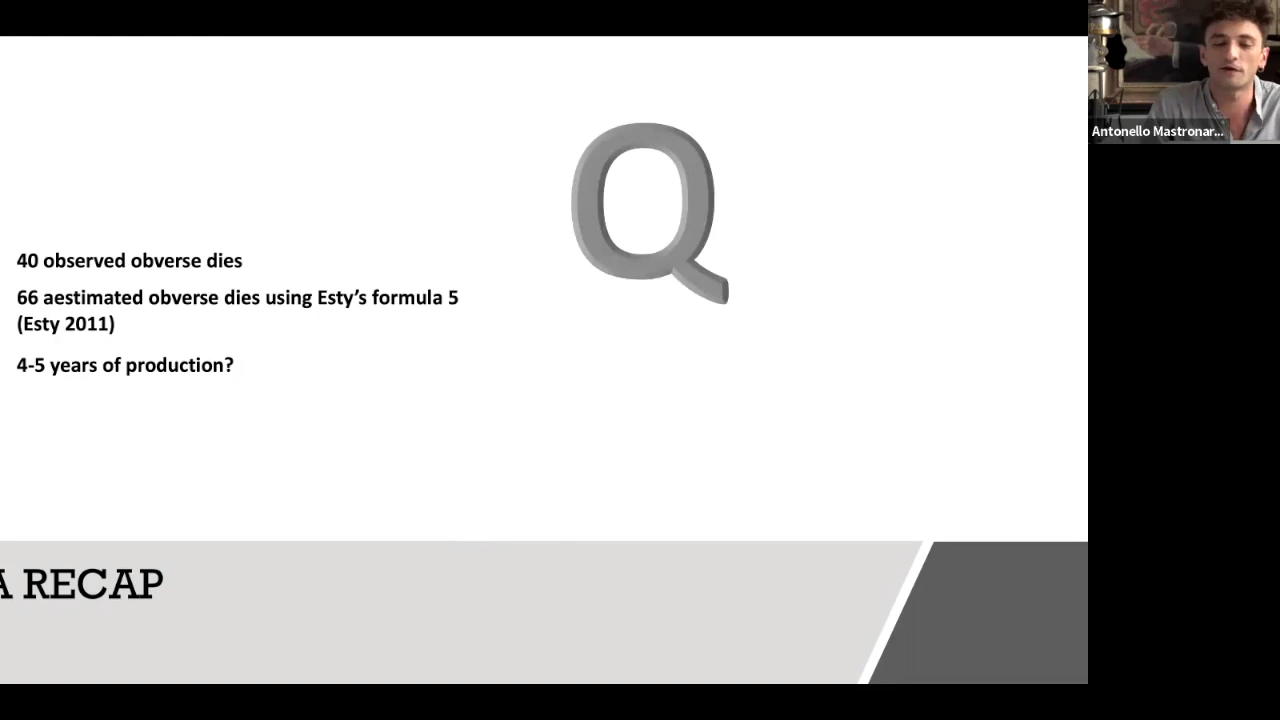 Q
Antonello Mastronar...
40 observed obverse dies
66 aestimated obverse dies using Esty's formula 5
(Esty 2011)
4-5 years of production?
A RECAP